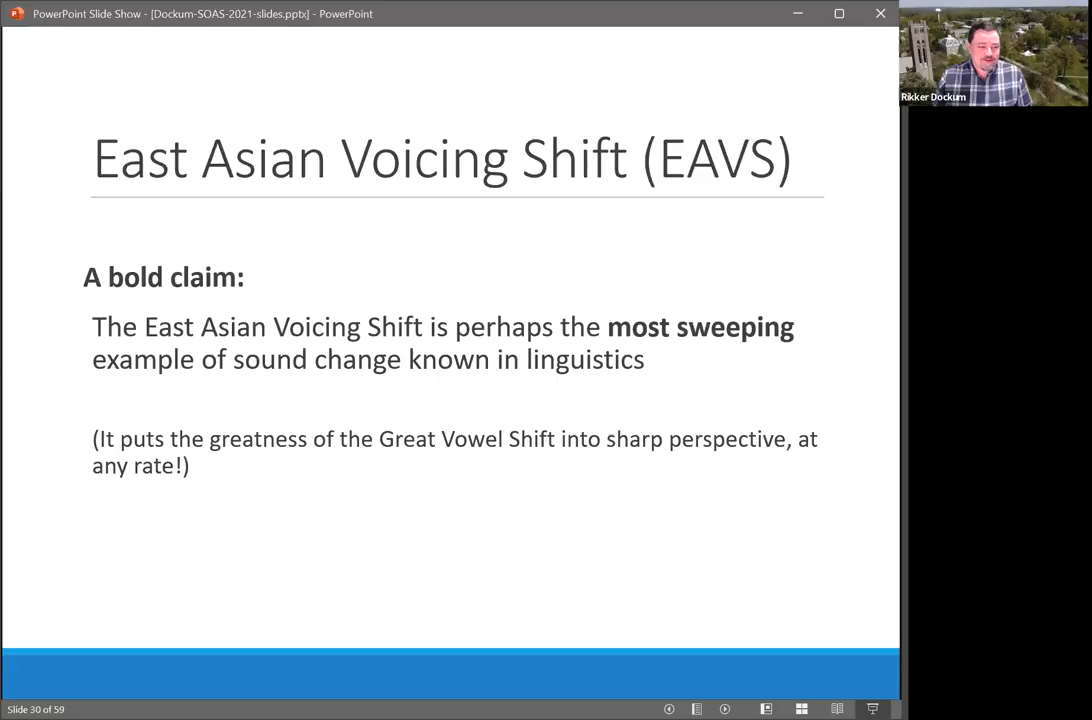 PowerPoint Slide Show - [Dockum-SOAS-2021-slides.pptx] - PowerPoint
Rikker Dockum
East Asian Voicing Shift (EAVS)
A bold claim:
The East Asian Voicing Shift is perhaps the most sweeping
example of sound change known in linguistics
(It puts the greatness of the Great Vowel Shift into sharp perspective, at
any rate!)
Slide 30 of 59